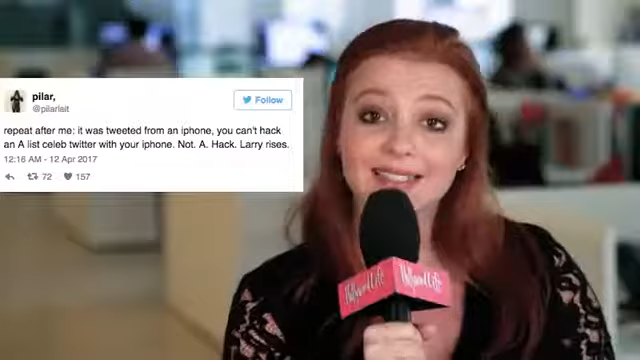 pilar,
@pilarlait
Follow
repeat after me: it was tweeted from an iphone, you can't hack
an A list celeb twitter with your iphone. Not. A. Hack. Larry rises.
12:16 AM - 12 Apr 2017
72
157
HollywoodLife HollywoodLife